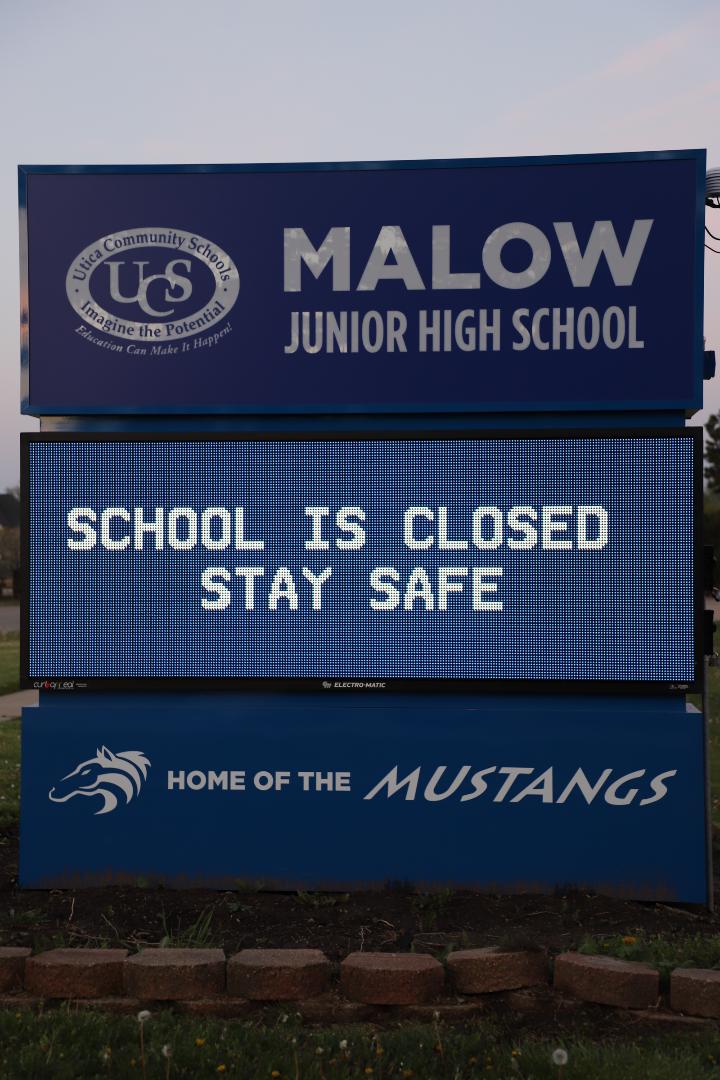 Utica Community Schools
UCS
Imagine the Potential
Education Can Make It Happen!
MALOW
JUNIOR HIGH SCHOOL
SCHOOL IS CLOSED
STAY SAFE
ELECTRO-MATIC
HOME OF THE MUSTANGS